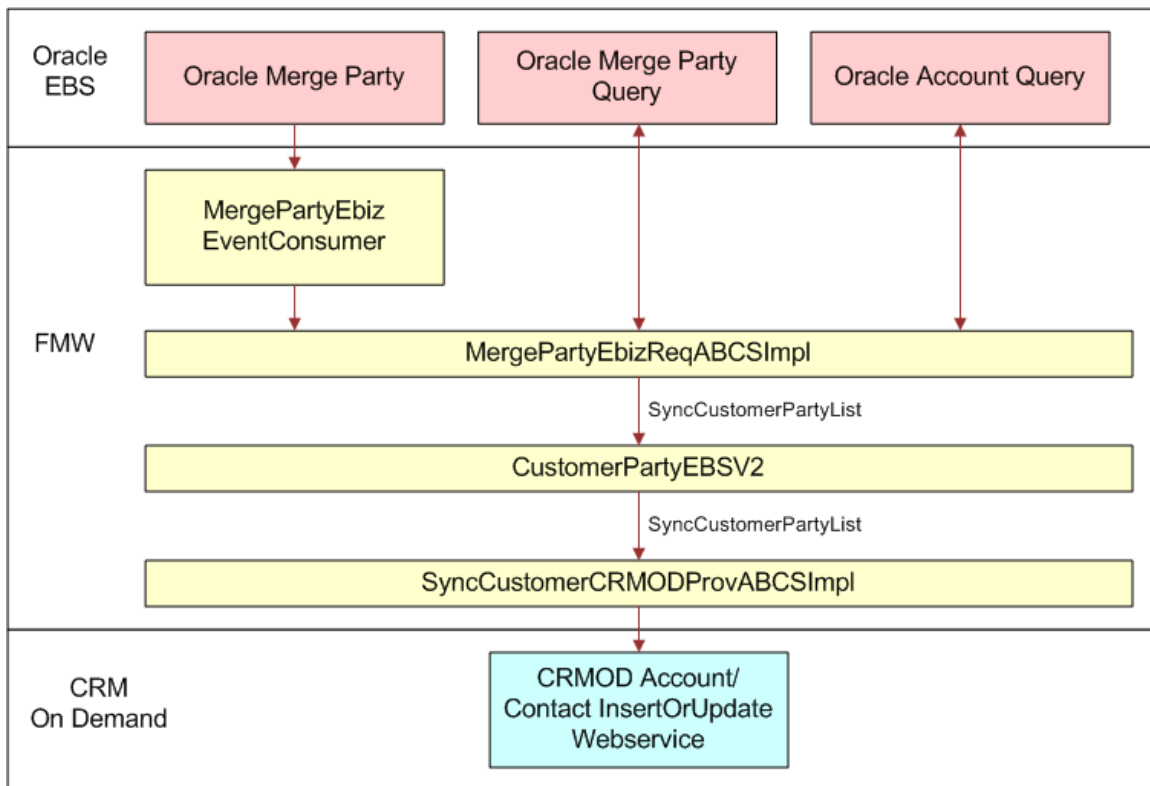 Oracle
EBS
Oracle Merge Party
Oracle Merge Party
Query
Oracle Account Query
FMW
MergePartyEbiz
EventConsumer
MergePartyEbizReqABCSImpl
SyncCustomerPartyList
CustomerPartyEBSV2
SyncCustomerPartyList
SyncCustomerCRMODProvABCSImpl
CRM
On Demand
CRMOD Account/
Contact InsertOrUpdate
Webservice